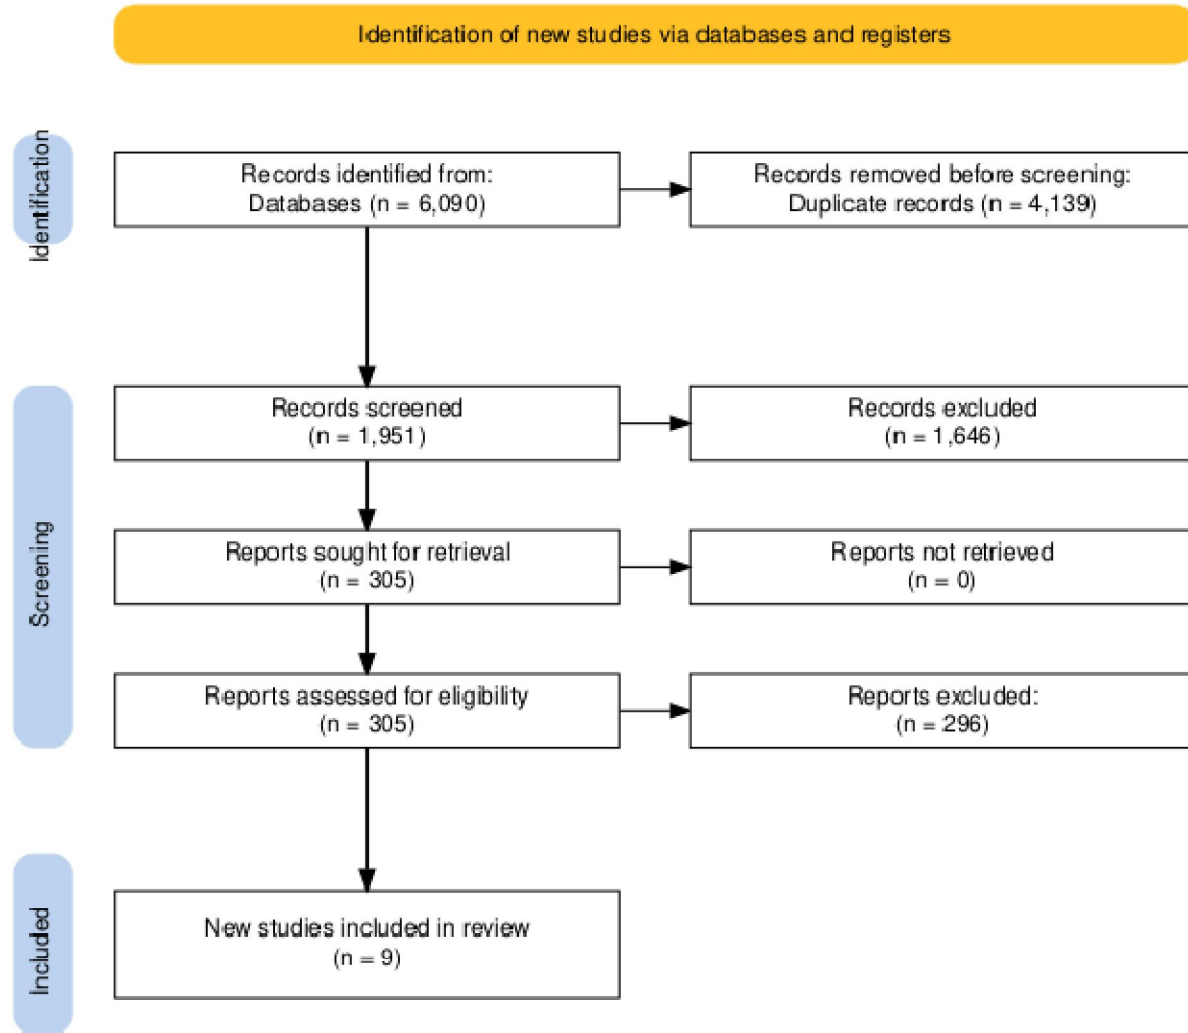 Identification of new studies via databases and registers
Identification
Records identified from:
Databases (n = 6,090)
Records removed before screening:
Duplicate records (n = 4,139)
Screening
Records screened
(n = 1,951)
Records excluded
(n = 1,646)
Reports sought for retrieval
(n = 305)
Reports not retrieved
(n = 0)
Reports assessed for eligibility
(n = 305)
Reports excluded:
(n = 296)
Included
New studies included in review
(n = 9)